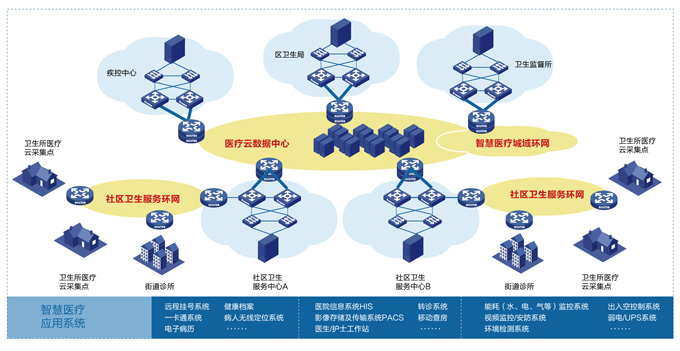 疾控中心
区卫生局
卫生监督所
ROUTER
ROUTER
ROUTER
医疗云数据中心
智慧医疗城域环网
卫生所医疗
云采集点
卫生所医疗
云采集点
ROUTER
ROUTER
社区卫生服务环网
社区卫生服务环网
ROUTER
ROUTER
ROUTER
ROUTER
ROUTER
ROUTER
卫生所医疗
云采集点
街道诊所
社区卫生
服务中心A
社区卫生
服务中心B
街道诊所
卫生所医疗
云采集点
智慧医疗
应用系统
远程挂号系统
健康档案
一卡通系统
病人无线定位系统
电子病历
······
医院信息系统HIS
转诊系统
影像存储及传输系统PACS
移动查房
医生/护士工作站
······
能耗（水、电、气等）监控系统
出入空控制系统
视频监控/安防系统
弱电/UPS系统
环境检测系统
······